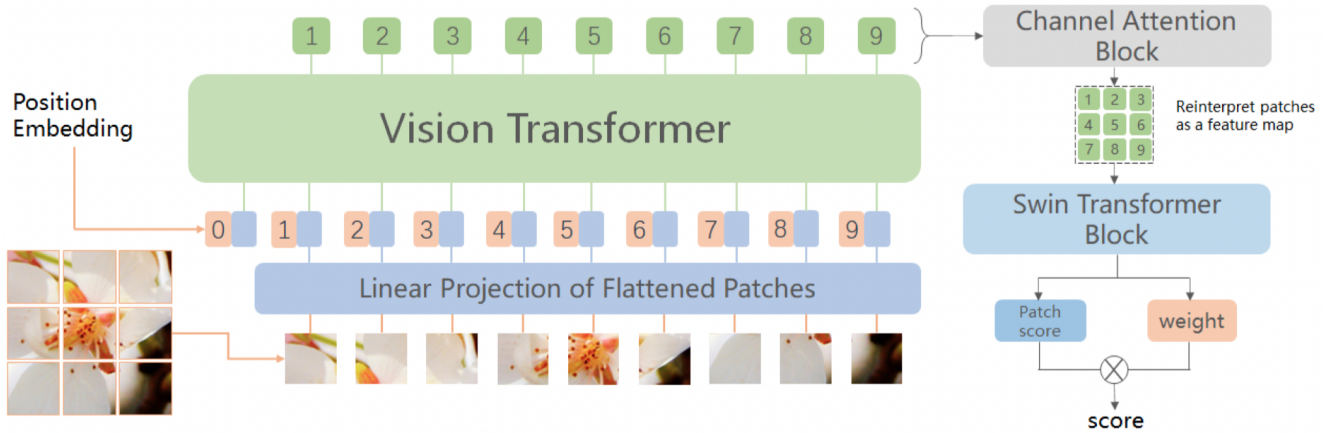 1 2 3 4 5 6 7 8 9
Channel Attention
Block
Position
Embedding
Vision Transformer
1 2 3
4 5 6
7 8 9
Reinterpret patches
as a feature map
0 1 2 3 4 5 6 7 8 9
Swin Transformer
Block
Linear Projection of Flattened Patches
Patch
score
weight
score